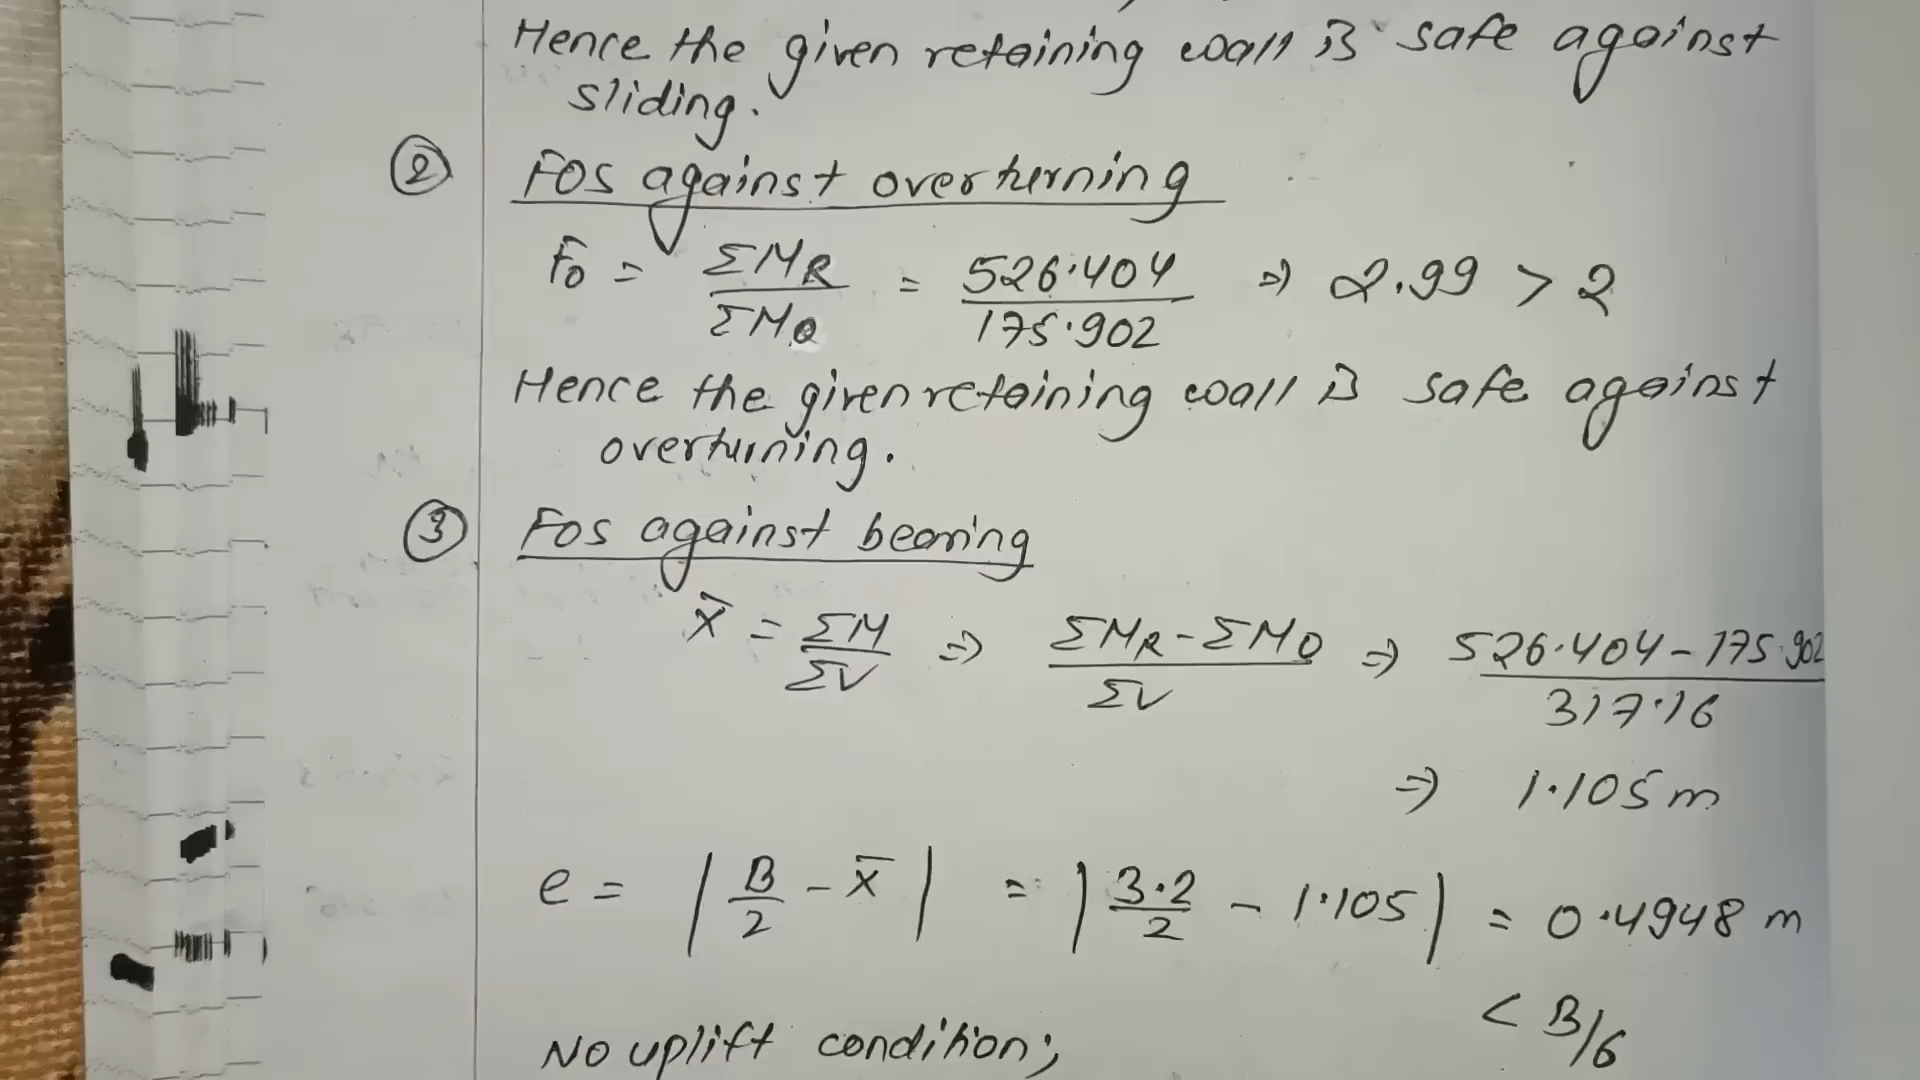 Hence the given retaining wall is safe against
sliding.
② FOS against overturning
Fo = ΣMR/ΣMO = 526.404/175.902 ⇒ 2.99 > 2
Hence the given retaining wall is safe against
overturning.
③ FOS against bearing
x̄ = ΣM/ΣV ⇒ (ΣMR - ΣMO)/ΣV ⇒ (526.404 - 175.902)/317.16
⇒ 1.105 m
e = |B/2 - x̄| = |3.2/2 - 1.105| = 0.4948 m
< B/6
No uplift condition;